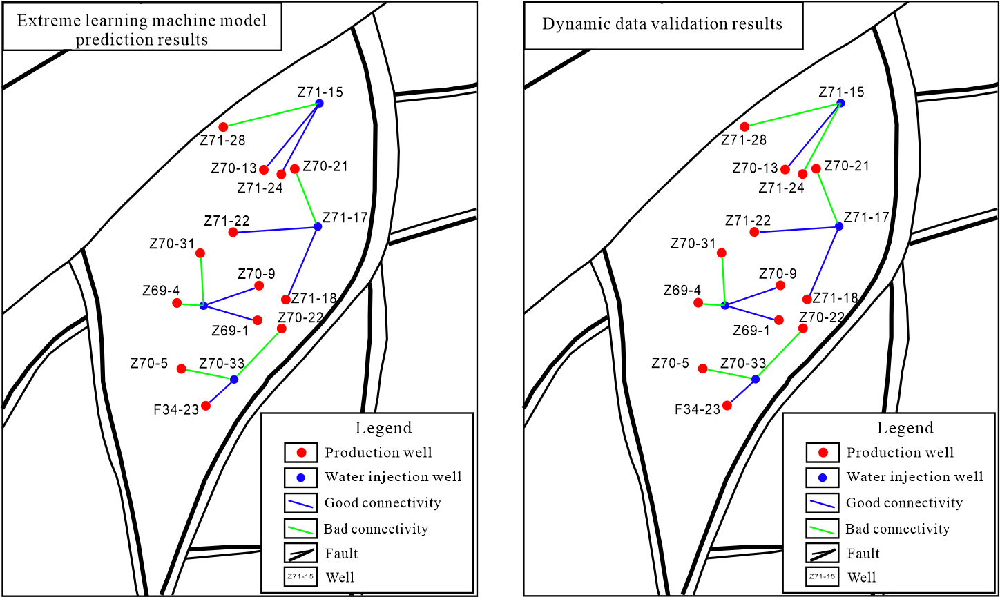 Extreme learning machine model
prediction results
Z71-15
Z71-28
Z70-13
Z70-21
Z71-24
Z71-22
Z71-17
Z70-31
Z70-9
Z69-4
Z71-18
Z70-22
Z69-1
Z70-5
Z70-33
F34-23
Legend
Production well
Water injection well
Good connectivity
Bad connectivity
Fault
Z71-15
Well
Dynamic data validation results
Z71-15
Z71-28
Z70-13
Z70-21
Z71-24
Z71-22
Z71-17
Z70-31
Z70-9
Z69-4
Z71-18
Z70-22
Z69-1
Z70-5
Z70-33
F34-23
Legend
Production well
Water injection well
Good connectivity
Bad connectivity
Fault
Z71-15
Well